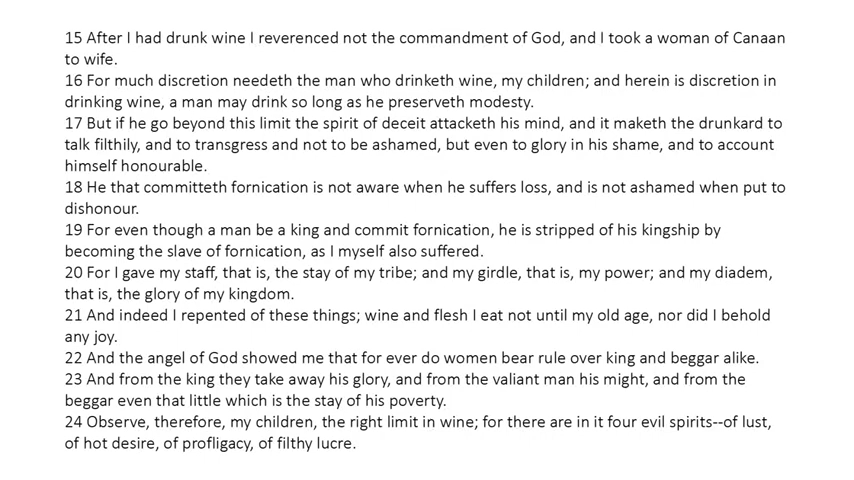 15 After I had drunk wine I reverenced not the commandment of God, and I took a woman of Canaan
to wife.
16 For much discretion needeth the man who drinketh wine, my children; and herein is discretion in
drinking wine, a man may drink so long as he preserveth modesty.
17 But if he go beyond this limit the spirit of deceit attacketh his mind, and it maketh the drunkard to
talk filthily, and to transgress and not to be ashamed, but even to glory in his shame, and to account
himself honourable.
18 He that committeth fornication is not aware when he suffers loss, and is not ashamed when put to
dishonour.
19 For even though a man be a king and commit fornication, he is stripped of his kingship by
becoming the slave of fornication, as I myself also suffered.
20 For I gave my staff, that is, the stay of my tribe; and my girdle, that is, my power; and my diadem,
that is, the glory of my kingdom.
21 And indeed I repented of these things; wine and flesh I eat not until my old age, nor did I behold
any joy.
22 And the angel of God showed me that for ever do women bear rule over king and beggar alike.
23 And from the king they take away his glory, and from the valiant man his might, and from the
beggar even that little which is the stay of his poverty.
24 Observe, therefore, my children, the right limit in wine; for there are in it four evil spirits--of lust,
of hot desire, of profligacy, of filthy lucre.